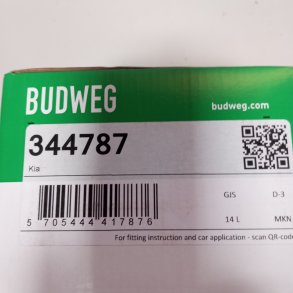 BUDWEG
budweg.com
344787
Kia
GJS D-3
5 705444 417876
14 L MKN
For fitting instruction and car application - scan QR-code